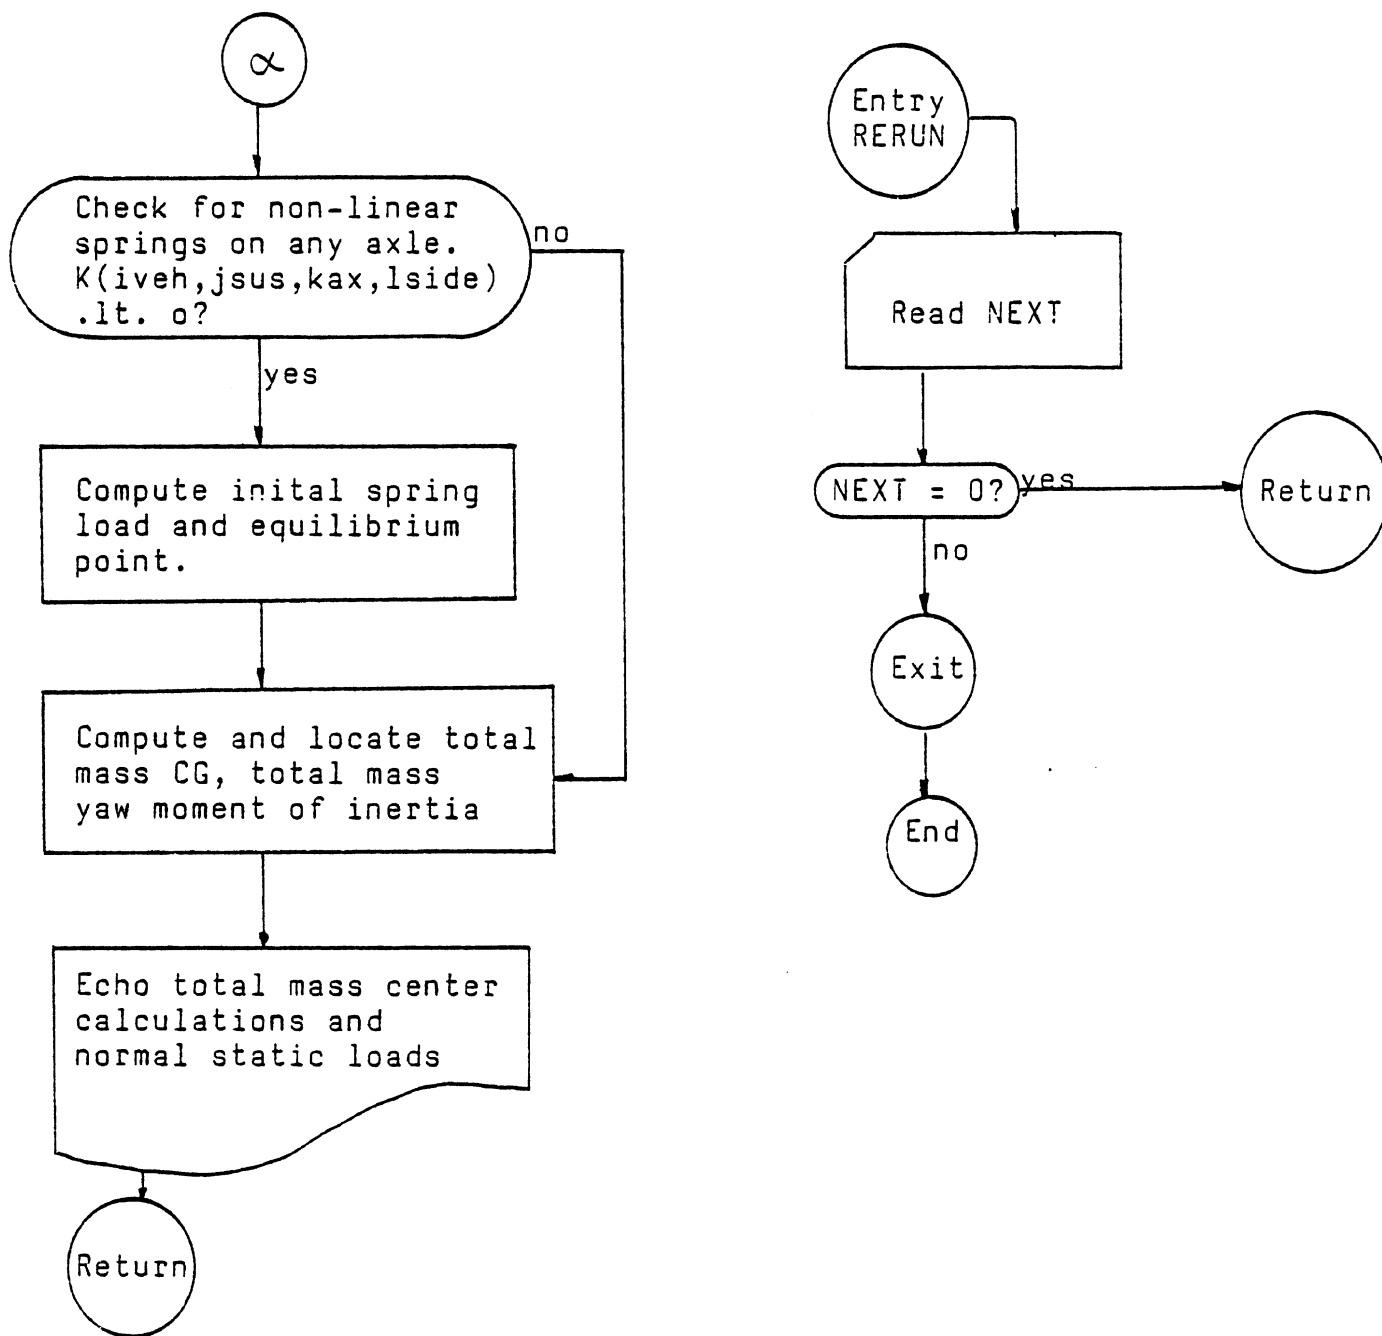 α
Check for non-linear
springs on any axle.
K(iveh,jsus,kax,lside)
.lt. o?
no
yes
Compute inital spring
load and equilibrium
point.
Compute and locate total
mass CG, total mass
yaw moment of inertia
Echo total mass center
calculations and
normal static loads
Return
Entry
RERUN
Read NEXT
NEXT = 0?
yes
Return
no
Exit
End